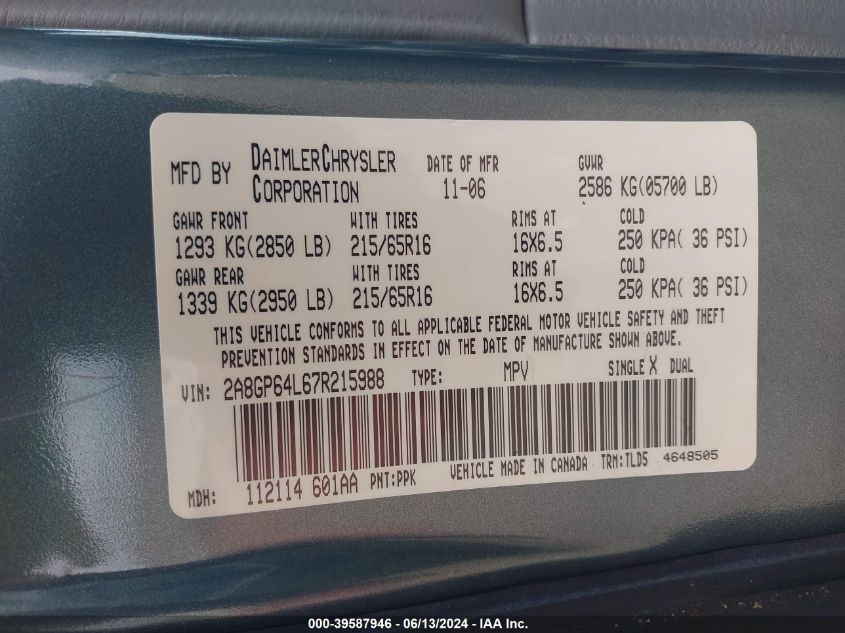 MFD BY DAIMLERCHRYSLER CORPORATION DATE OF MFR 11-06 GVWR 2586 KG(05700 LB)
GAWR FRONT WITH TIRES RIMS AT COLD
1293 KG(2850 LB) 215/65R16 16X6.5 250 KPA( 36 PSI)
GAWR REAR WITH TIRES RIMS AT COLD
1339 KG(2950 LB) 215/65R16 16X6.5 250 KPA( 36 PSI)
THIS VEHICLE CONFORMS TO ALL APPLICABLE FEDERAL MOTOR VEHICLE SAFETY AND THEFT
PREVENTION STANDARDS IN EFFECT ON THE DATE OF MANUFACTURE SHOWN ABOVE.
VIN: 2A8GP64L67R215988 TYPE: MPV SINGLE X DUAL
MDH: 112114 601AA PNT:PPK VEHICLE MADE IN CANADA TRM:TLD5 4648505
000-39587946 - 06/13/2024 - IAA Inc.